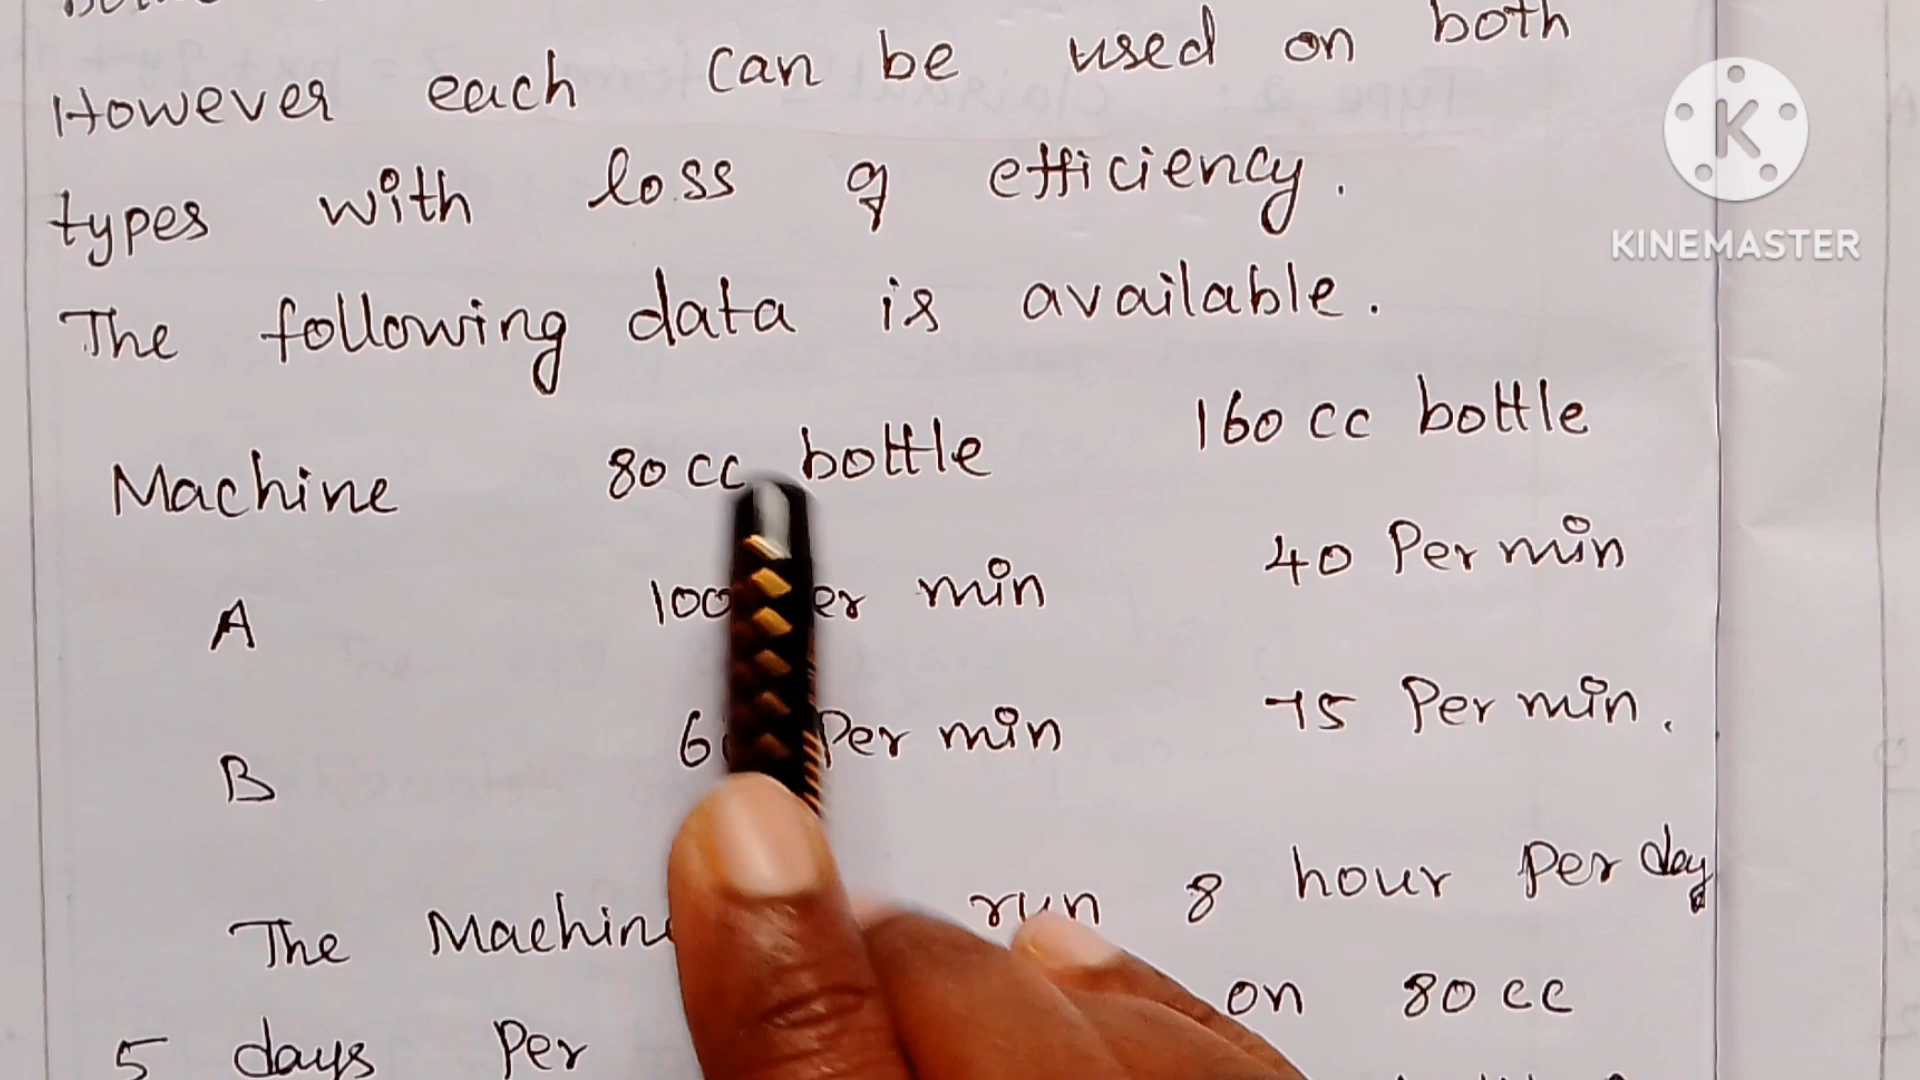 However each can be used on both
types with loss of efficiency.
The following data is available.
Machine 80 cc bottle 160 cc bottle
A 100 Per min 40 Per min
B Per min 75 Per min.
The run 8 hour Per day
5 days Per on 80 cc
K
KINEMASTER